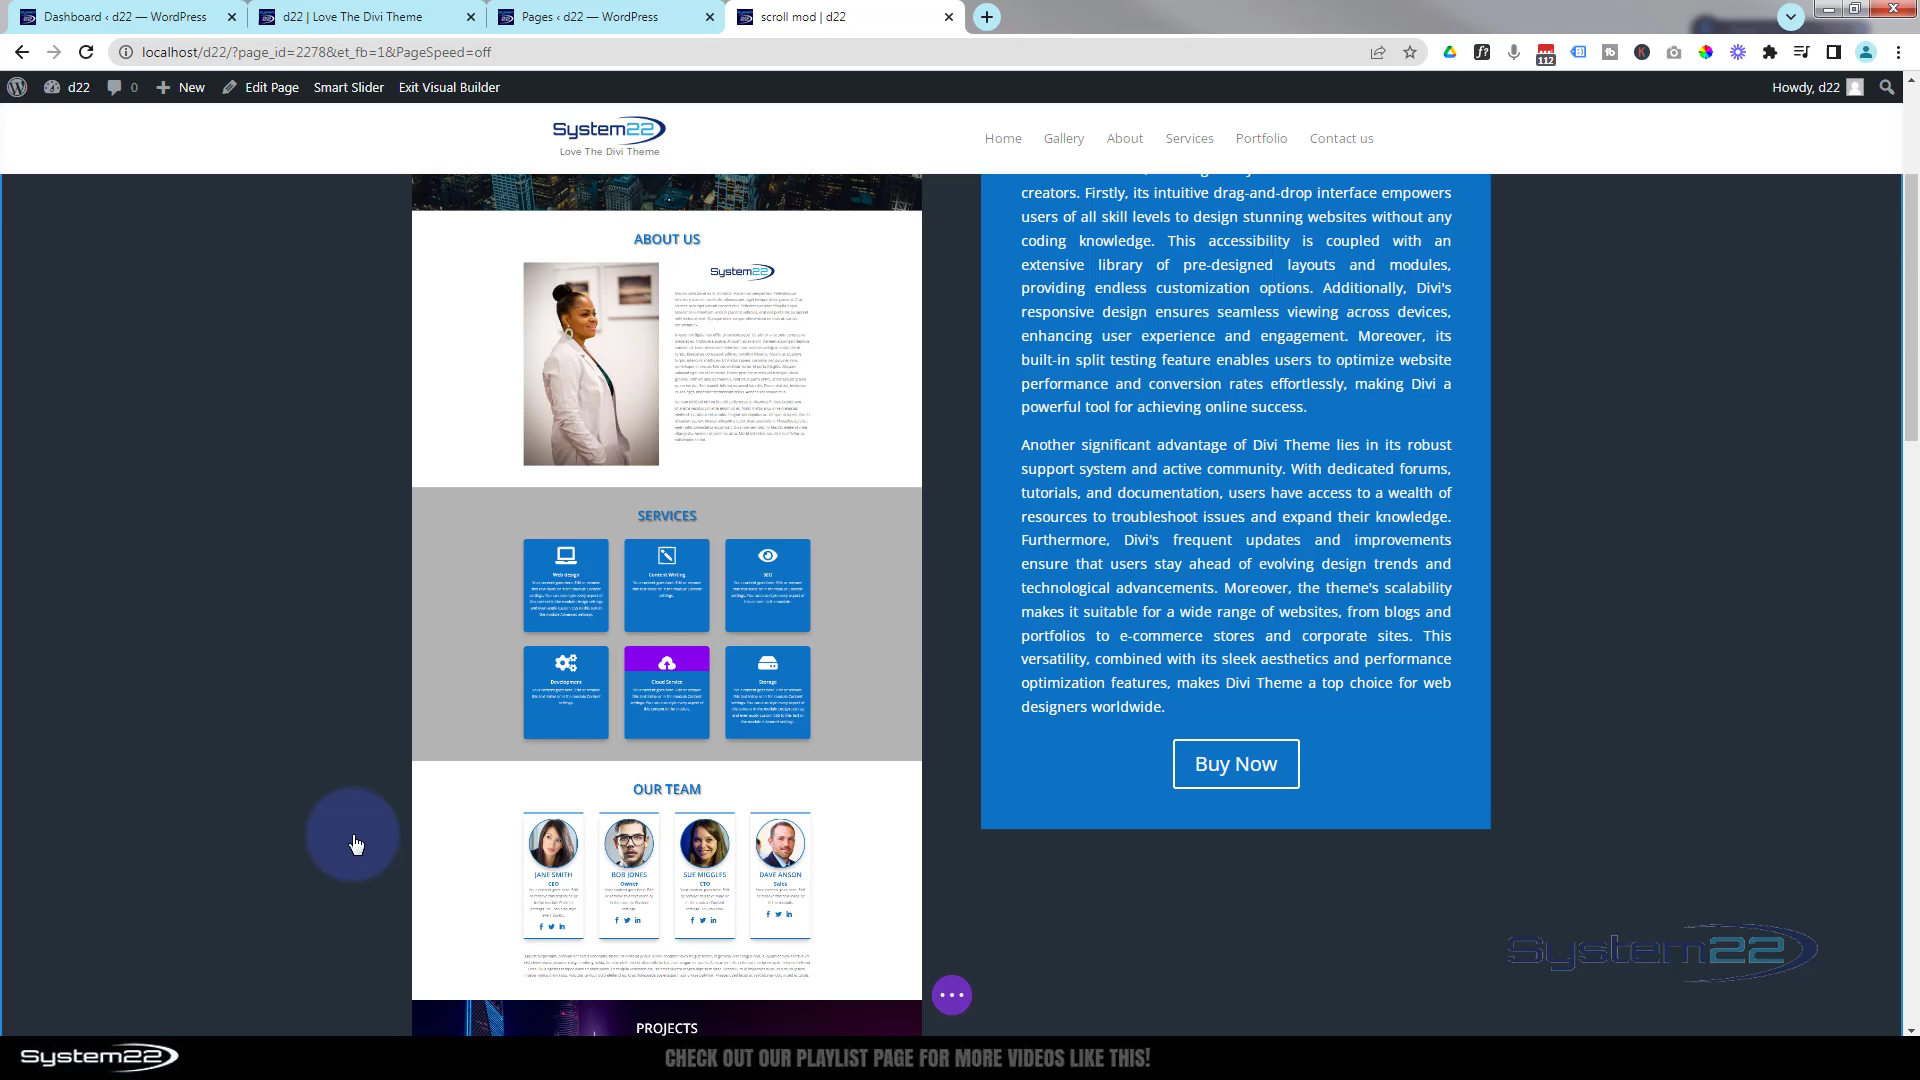 Dashboard ‹ d22 — WordPress
d22 | Love The Divi Theme
Pages ‹ d22 — WordPress
scroll mod | d22
localhost/d22/?page_id=2278&et_fb=1&PageSpeed=off
112
d22
0
New
Edit Page
Smart Slider
Exit Visual Builder
Howdy, d22
System22
Love The Divi Theme
Home
Gallery
About
Services
Portfolio
Contact us
ABOUT US
System22
SERVICES
Web design
Content Writing
SEO
Development
Cloud Service
Storage
OUR TEAM
JANE SMITH
CEO
BOB JONES
Owner
SUE MIGGLES
CTO
DAVE ANSON
Sales
PROJECTS
creators. Firstly, its intuitive drag-and-drop interface empowers
users of all skill levels to design stunning websites without any
coding knowledge. This accessibility is coupled with an
extensive library of pre-designed layouts and modules,
providing endless customization options. Additionally, Divi's
responsive design ensures seamless viewing across devices,
enhancing user experience and engagement. Moreover, its
built-in split testing feature enables users to optimize website
performance and conversion rates effortlessly, making Divi a
powerful tool for achieving online success.
Another significant advantage of Divi Theme lies in its robust
support system and active community. With dedicated forums,
tutorials, and documentation, users have access to a wealth of
resources to troubleshoot issues and expand their knowledge.
Furthermore, Divi's frequent updates and improvements
ensure that users stay ahead of evolving design trends and
technological advancements. Moreover, the theme's scalability
makes it suitable for a wide range of websites, from blogs and
portfolios to e-commerce stores and corporate sites. This
versatility, combined with its sleek aesthetics and performance
optimization features, makes Divi Theme a top choice for web
designers worldwide.
Buy Now
System22
System22
CHECK OUT OUR PLAYLIST PAGE FOR MORE VIDEOS LIKE THIS!